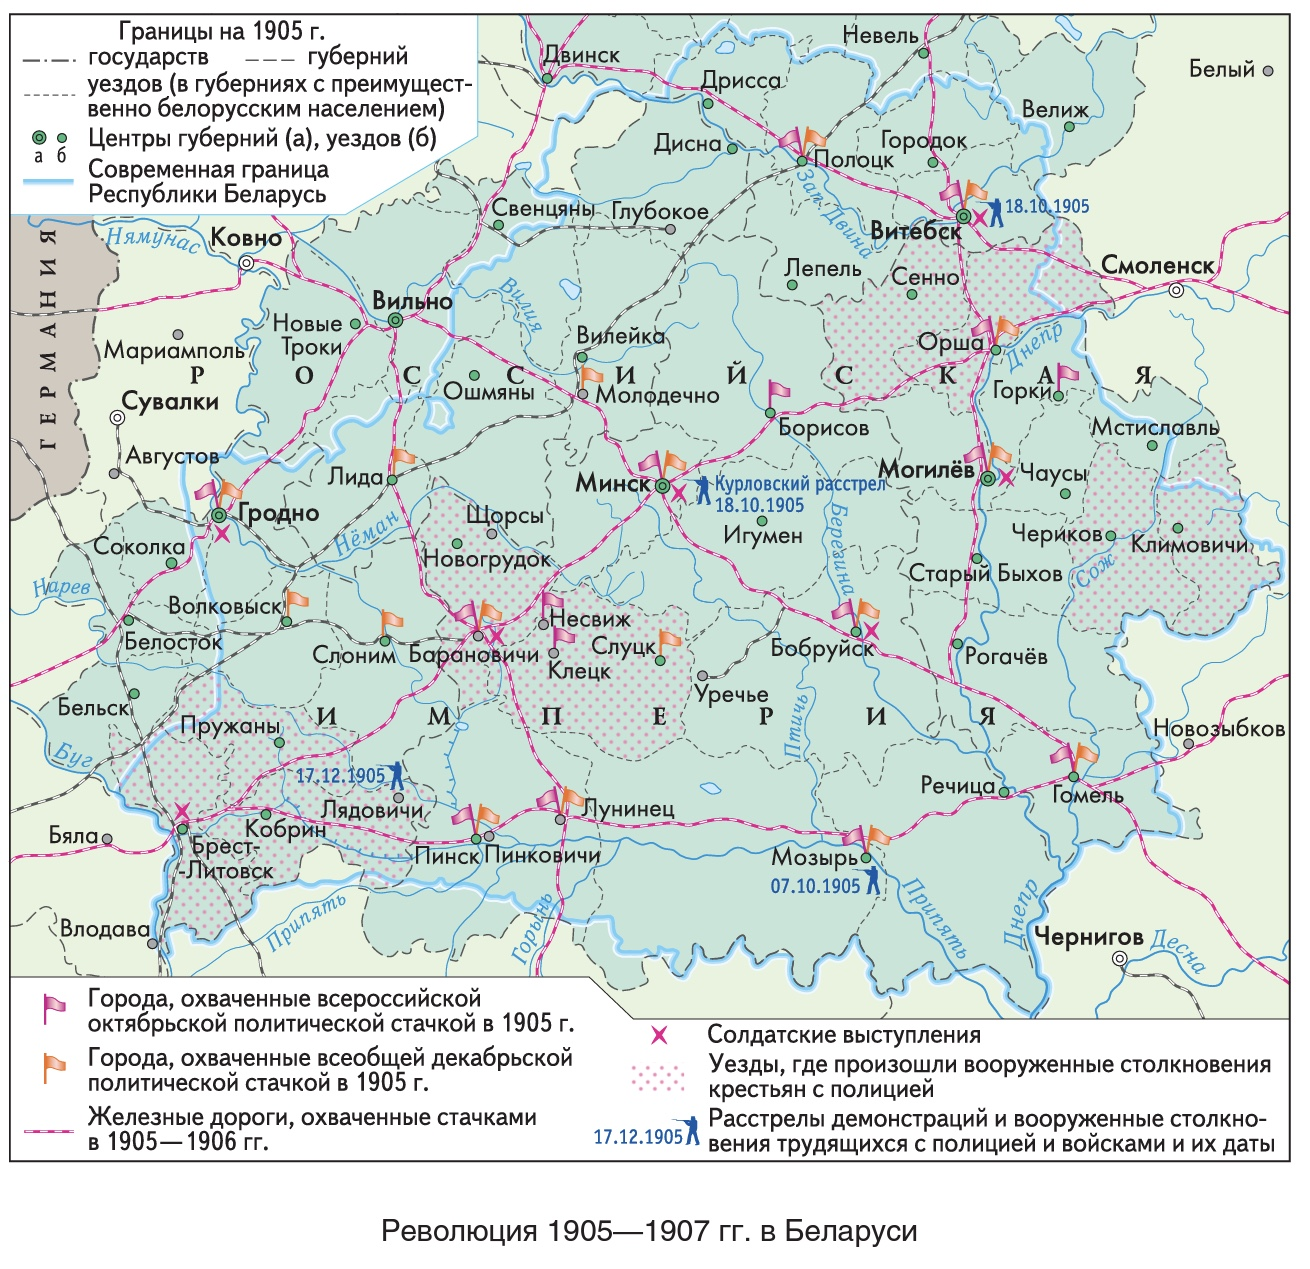 Границы на 1905 г.
государств губерний
уездов (в губерниях с преимущест-
венно белорусским населением)
Центры губерний (а), уездов (б)
а б
Современная граница
Республики Беларусь
Невель
Двинск
Белый
Дрисса
Велиж
Дисна
Городок
Полоцк
Зап. Двина
18.10.1905
Витебск
Свенцяны
Глубокое
Нямунас
Ковно
ГЕРМАНИЯ
Смоленск
Лепель
Сенно
Вильно
Вилия
Новые
Троки
Вилейка
Орша
Днепр
Мариамполь
РОССИЙСКАЯ
Ошмяны
Молодечно
Горки
Сувалки
Борисов
Мстиславль
Августов
Лида
Минск
Курловский расстрел
18.10.1905
Могилёв
Чаусы
Гродно
Щорсы
Нёман
Игумен
Березина
Чериков
Климовичи
Соколка
Новогрудок
Старый Быхов
Сож
Нарев
Волковыск
Белосток
Несвиж
Слоним
Барановичи
Слуцк
Клецк
Бобруйск
Рогачёв
Уречье
Бельск
ИМПЕРИЯ
Пружаны
Птичь
Новозыбков
Буг
17.12.1905
Лядовичи
Речица
Гомель
Лунинец
Бяла
Кобрин
Брест-
-Литовск
Пинск
Пинковичи
Мозырь
07.10.1905
Припять
Припять
Горынь
Днепр
Влодава
Чернигов
Десна
Города, охваченные всероссийской
октябрьской политической стачкой в 1905 г.
Города, охваченные всеобщей декабрьской
политической стачкой в 1905 г.
Железные дороги, охваченные стачками
в 1905—1906 гг.
Солдатские выступления
Уезды, где произошли вооруженные столкновения
крестьян с полицией
17.12.1905
Расстрелы демонстраций и вооруженные столкно-
вения трудящихся с полицией и войсками и их даты
Революция 1905—1907 гг. в Беларуси